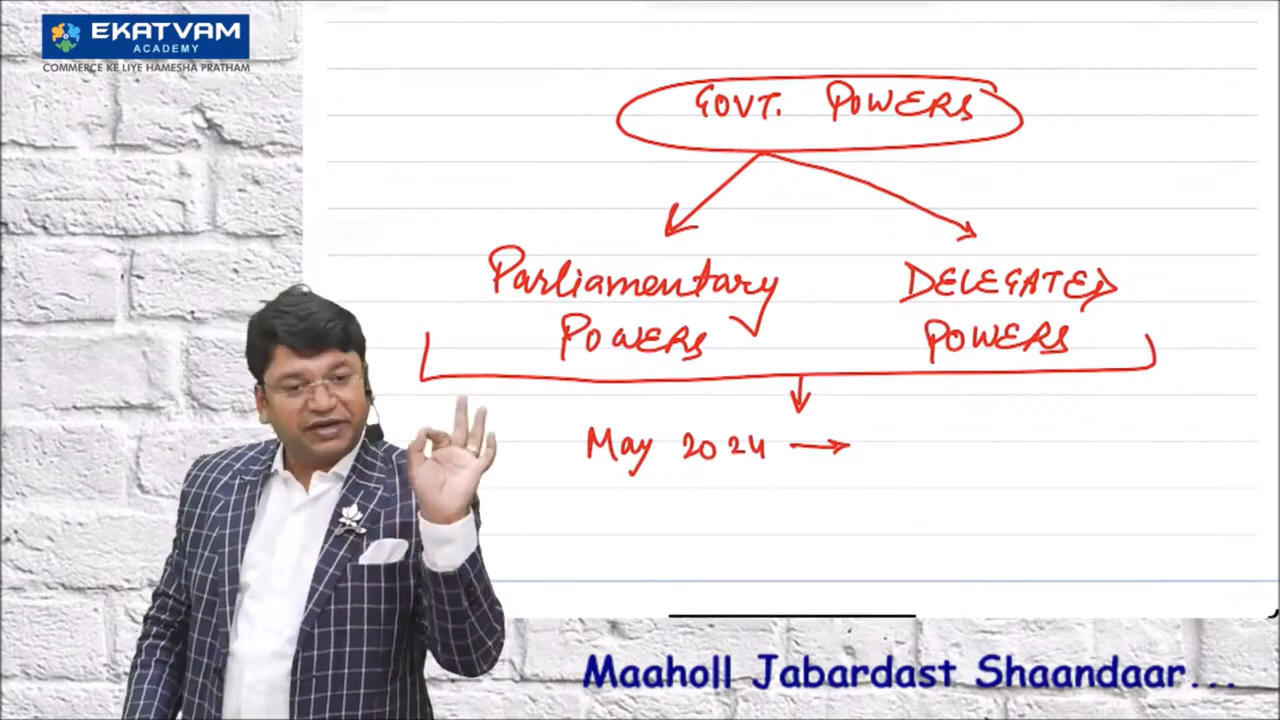 EKATVAM
ACADEMY
COMMERCE KE LIYE HAMESHA PRATHAM
GOVT. POWERS
Parliamentary
POWERS
DELEGATED
POWERS
May 2024
Maaholl Jabardast Shaandaar...